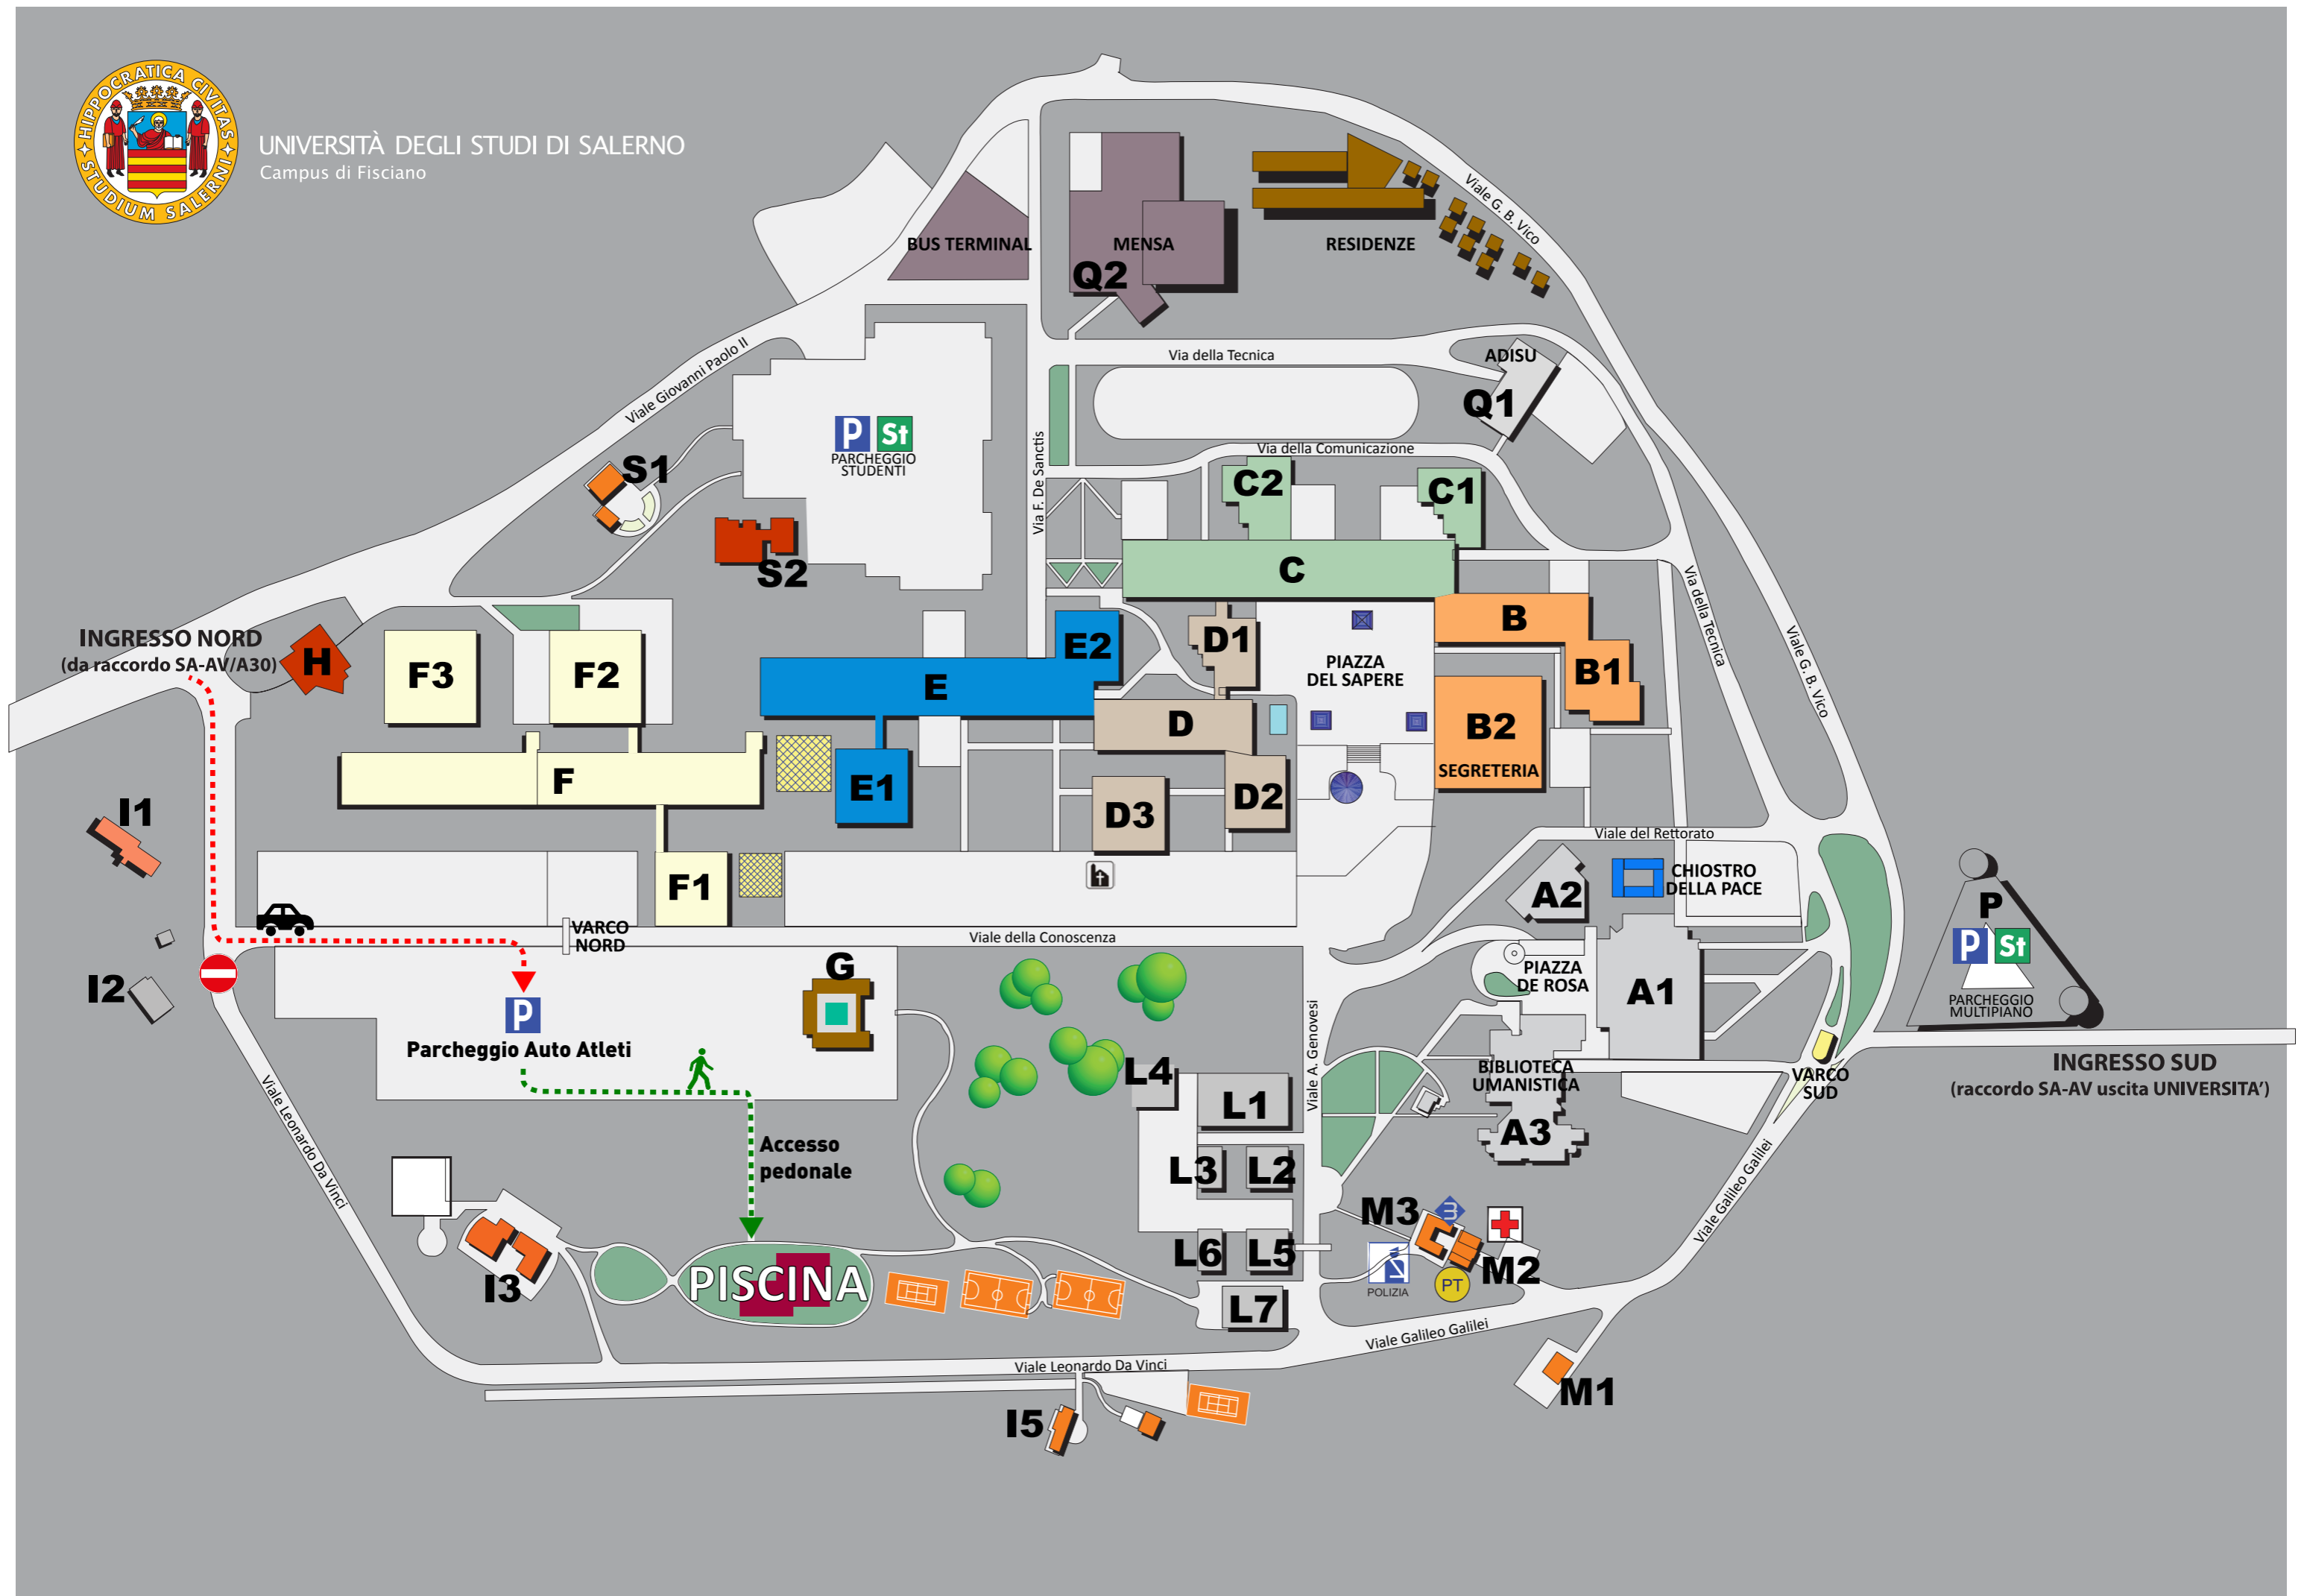 HIPPOCRATICA CIVITAS
STUDIUM SALERNI
UNIVERSITÀ DEGLI STUDI DI SALERNO
Campus di Fisciano
BUS TERMINAL
MENSA
Q2
RESIDENZE
Viale G. B. Vico
Via della Tecnica
ADISU
Q1
Viale Giovanni Paolo II
P St
PARCHEGGIO
STUDENTI
Via F. De Sanctis
Via della Comunicazione
S1
S2
C2
C1
C
INGRESSO NORD
(da raccordo SA-AV/A30)
H
F3
F2
E2
E
D1
PIAZZA
DEL SAPERE
B
B1
Via della Tecnica
Viale G. B. Vico
D
B2
SEGRETERIA
F
E1
D3
D2
I1
F1
Viale del Rettorato
A2
CHIOSTRO
DELLA PACE
VARCO
NORD
Viale della Conoscenza
P
P St
PARCHEGGIO
MULTIPIANO
I2
G
PIAZZA
DE ROSA
A1
P
Parcheggio Auto Atleti
Viale A. Genovesi
BIBLIOTECA
UMANISTICA
VARCO
SUD
INGRESSO SUD
(raccordo SA-AV uscita UNIVERSITA')
L4
L1
A3
Viale Leonardo Da Vinci
Accesso
pedonale
L3
L2
Viale Galileo Galilei
M3
m
L6
L5
POLIZIA
PT
M2
I3
PISCINA
L7
Viale Galileo Galilei
Viale Leonardo Da Vinci
M1
I5